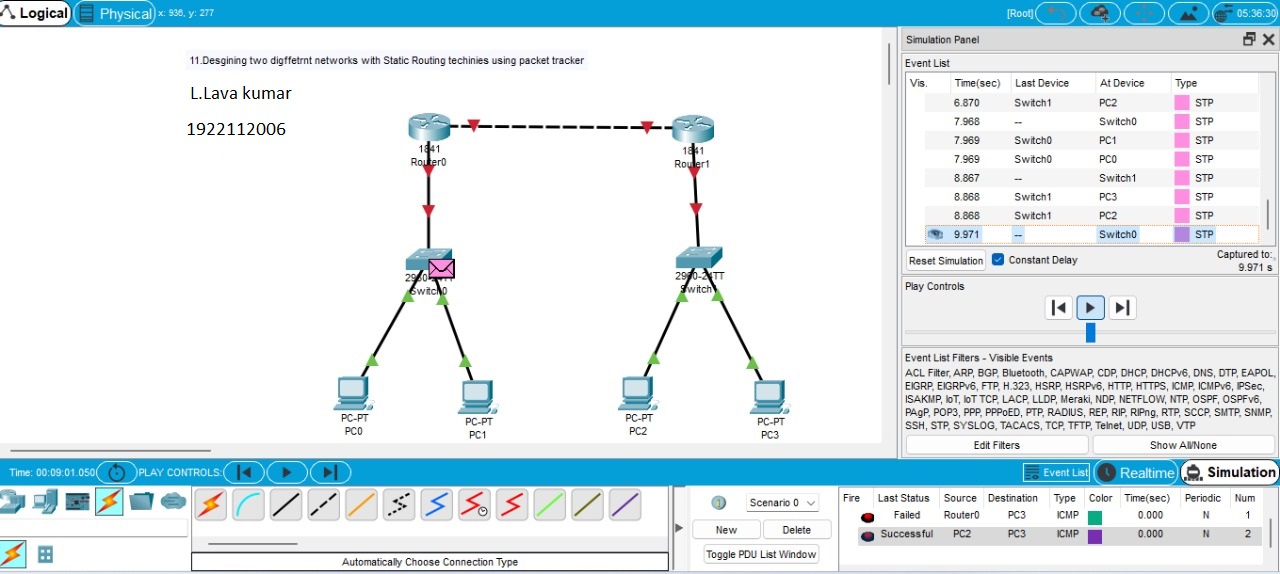 Logical Physical x: 936, y: 277 [Root] 05:36:30
11.Desgining two digffetrnt networks with Static Routing techinies using packet tracker
L.Lava kumar
1922112006
1841
Router0
1841
Router1
2960-24TT
Switch0
2960-24TT
Switch1
PC-PT
PC0
PC-PT
PC1
PC-PT
PC2
PC-PT
PC3
Simulation Panel
Event List
Vis. Time(sec) Last Device At Device Type
6.870 Switch1 PC2 STP
7.968 -- Switch0 STP
7.969 Switch0 PC1 STP
7.969 Switch0 PC0 STP
8.867 -- Switch1 STP
8.868 Switch1 PC3 STP
8.868 Switch1 PC2 STP
9.971 -- Switch0 STP
Reset Simulation Constant Delay Captured to:
9.971 s
Play Controls
Event List Filters - Visible Events
ACL Filter, ARP, BGP, Bluetooth, CAPWAP, CDP, DHCP, DHCPv6, DNS, DTP, EAPOL,
EIGRP, EIGRPv6, FTP, H.323, HSRP, HSRPv6, HTTP, HTTPS, ICMP, ICMPv6, IPSec,
ISAKMP, IoT, IoT TCP, LACP, LLDP, Meraki, NDP, NETFLOW, NTP, OSPF, OSPFv6,
PAgP, POP3, PPP, PPPoED, PTP, RADIUS, REP, RIP, RIPng, RTP, SCCP, SMTP, SNMP,
SSH, STP, SYSLOG, TACACS, TCP, TFTP, Telnet, UDP, USB, VTP
Edit Filters Show All/None
Time: 00:09:01.050 PLAY CONTROLS: Event List Realtime Simulation
Automatically Choose Connection Type
Scenario 0
New Delete
Toggle PDU List Window
Fire Last Status Source Destination Type Color Time(sec) Periodic Num
Failed Router0 PC3 ICMP 0.000 N 1
Successful PC2 PC3 ICMP 0.000 N 2